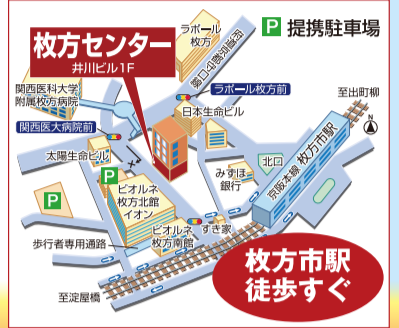 P 提携駐車場
枚方センター
井川ビル1F
ラポール
枚方
府道京都守口線
ラポール枚方前
至出町柳
関西医科大学
附属枚方病院
関西医大病院前
日本生命ビル
N
太陽生命ビル
北口
京阪本線 枚方市駅
みずほ
銀行
P
P
ビオルネ
枚方北館
イオン
すき家
ビオルネ
枚方南館
歩行者専用通路
至淀屋橋
枚方市駅
徒歩すぐ